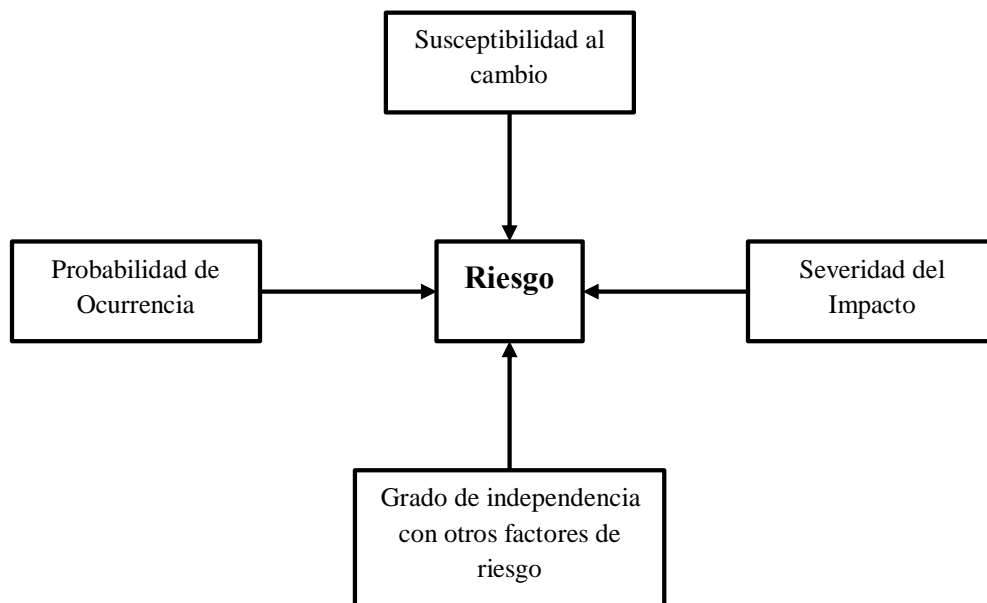 Susceptibilidad al
cambio
Probabilidad de
Ocurrencia
Riesgo
Severidad del
Impacto
Grado de independencia
con otros factores de
riesgo